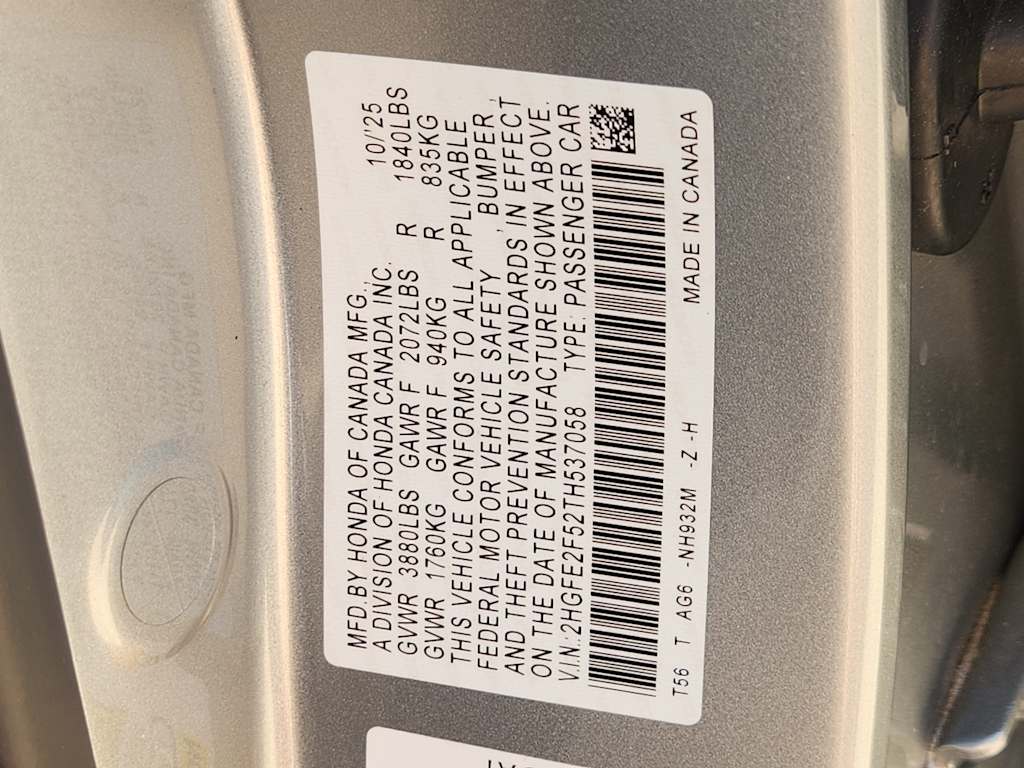 MFD.BY HONDA OF CANADA MFG., 10/'25
A DIVISION OF HONDA CANADA INC.
GVWR 3880LBS GAWR F 2072LBS R 1840LBS
GVWR 1760KG GAWR F 940KG R 835KG
THIS VEHICLE CONFORMS TO ALL APPLICABLE
FEDERAL MOTOR VEHICLE SAFETY, BUMPER,
AND THEFT PREVENTION STANDARDS, IN EFFECT
ON THE DATE OF MANUFACTURE SHOWN ABOVE.
V.I.N.:2HGFE2F52TH537058 TYPE: PASSENGER CAR
T56 T AG6 -NH932M -Z -H MADE IN CANADA